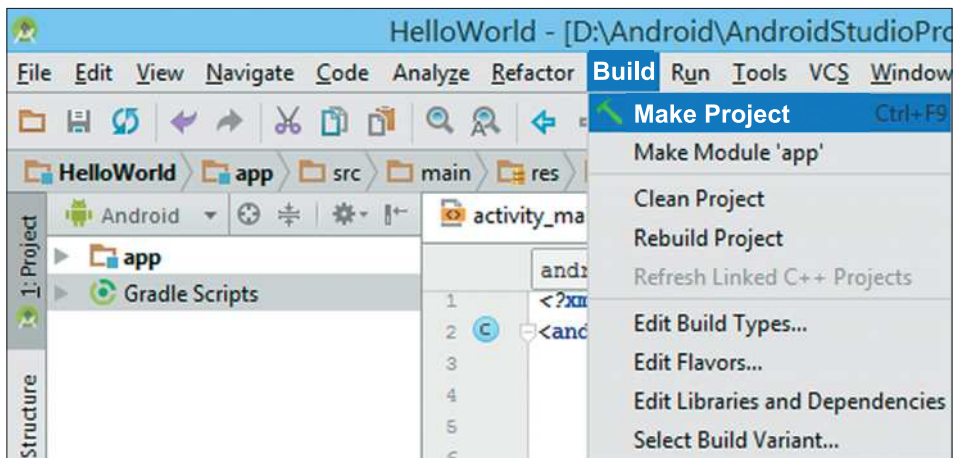 HelloWorld - [D:\Android\AndroidStudioPro
File Edit View Navigate Code Analyze Refactor Build Run Tools VCS Window
Make Project Ctrl+F9
Make Module 'app'
HelloWorld app src main res
Clean Project
Android
activity_ma
Rebuild Project
1: Project
app
andr
Refresh Linked C++ Projects
Gradle Scripts
1 <?xm
Edit Build Types...
2 C <and
3
Edit Flavors...
4
Edit Libraries and Dependencies
5
Structure
Select Build Variant...